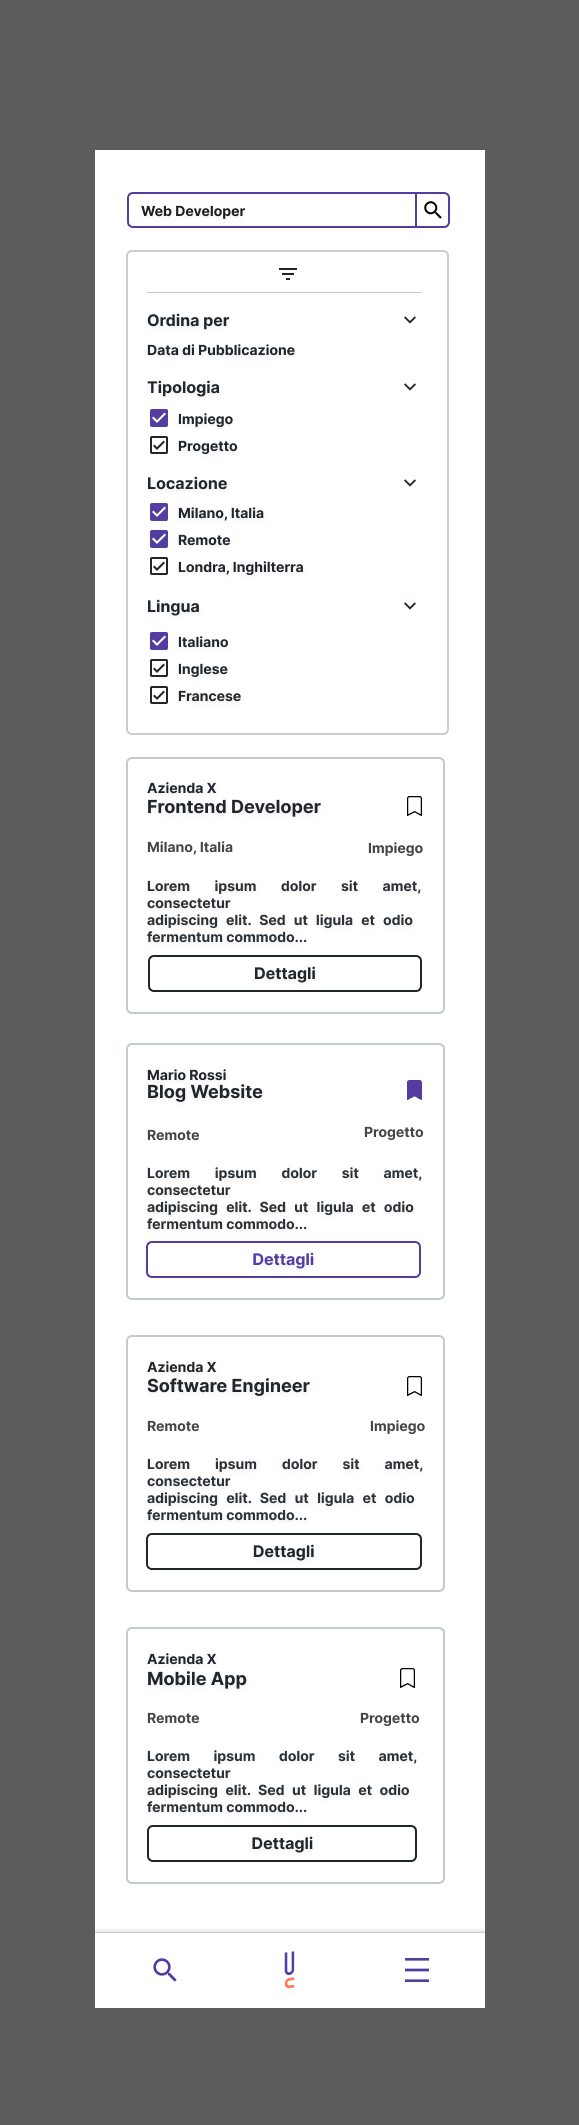 Web Developer
Ordina per
Data di Pubblicazione
Tipologia
Impiego
Progetto
Locazione
Milano, Italia
Remote
Londra, Inghilterra
Lingua
Italiano
Inglese
Francese
Azienda X
Frontend Developer
Milano, Italia Impiego
Lorem ipsum dolor sit amet,
consectetur
adipiscing elit. Sed ut ligula et odio
fermentum commodo...
Dettagli
Mario Rossi
Blog Website
Remote Progetto
Lorem ipsum dolor sit amet,
consectetur
adipiscing elit. Sed ut ligula et odio
fermentum commodo...
Dettagli
Azienda X
Software Engineer
Remote Impiego
Lorem ipsum dolor sit amet,
consectetur
adipiscing elit. Sed ut ligula et odio
fermentum commodo...
Dettagli
Azienda X
Mobile App
Remote Progetto
Lorem ipsum dolor sit amet,
consectetur
adipiscing elit. Sed ut ligula et odio
fermentum commodo...
Dettagli